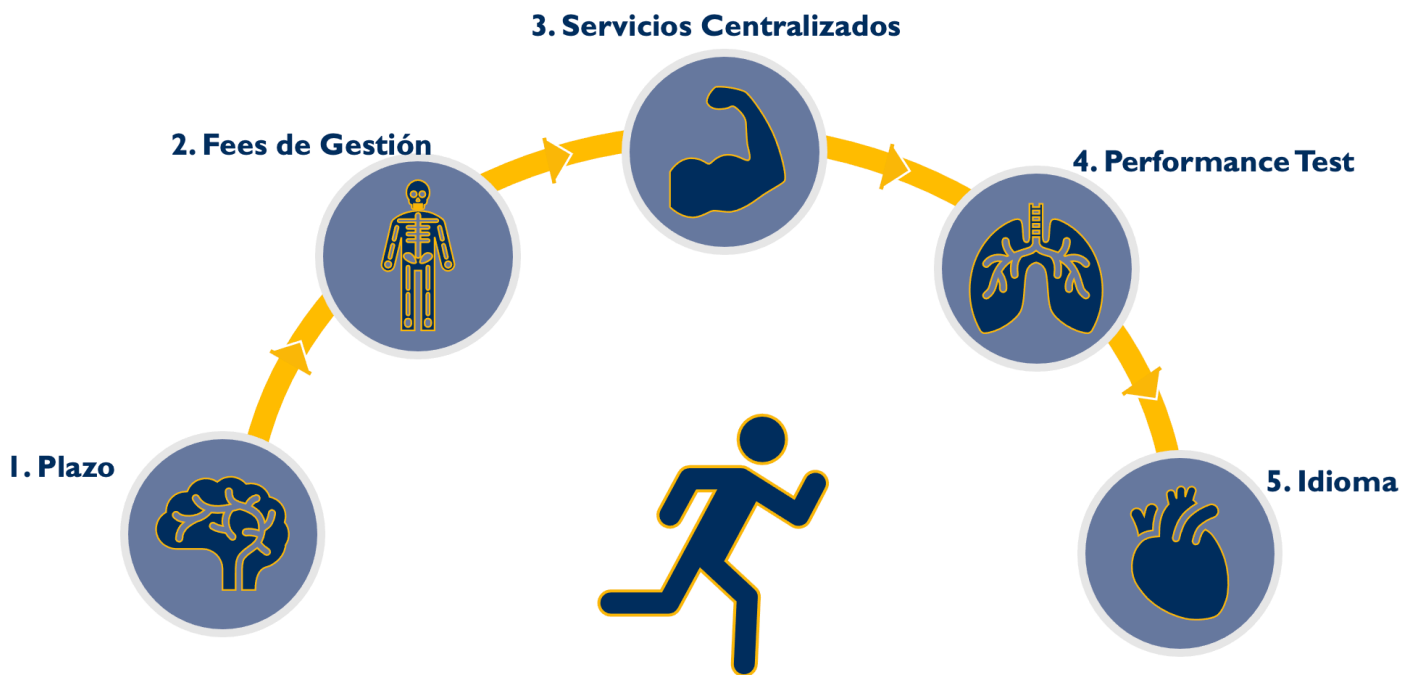 1. Plazo
2. Fees de Gestión
3. Servicios Centralizados
4. Performance Test
5. Idioma